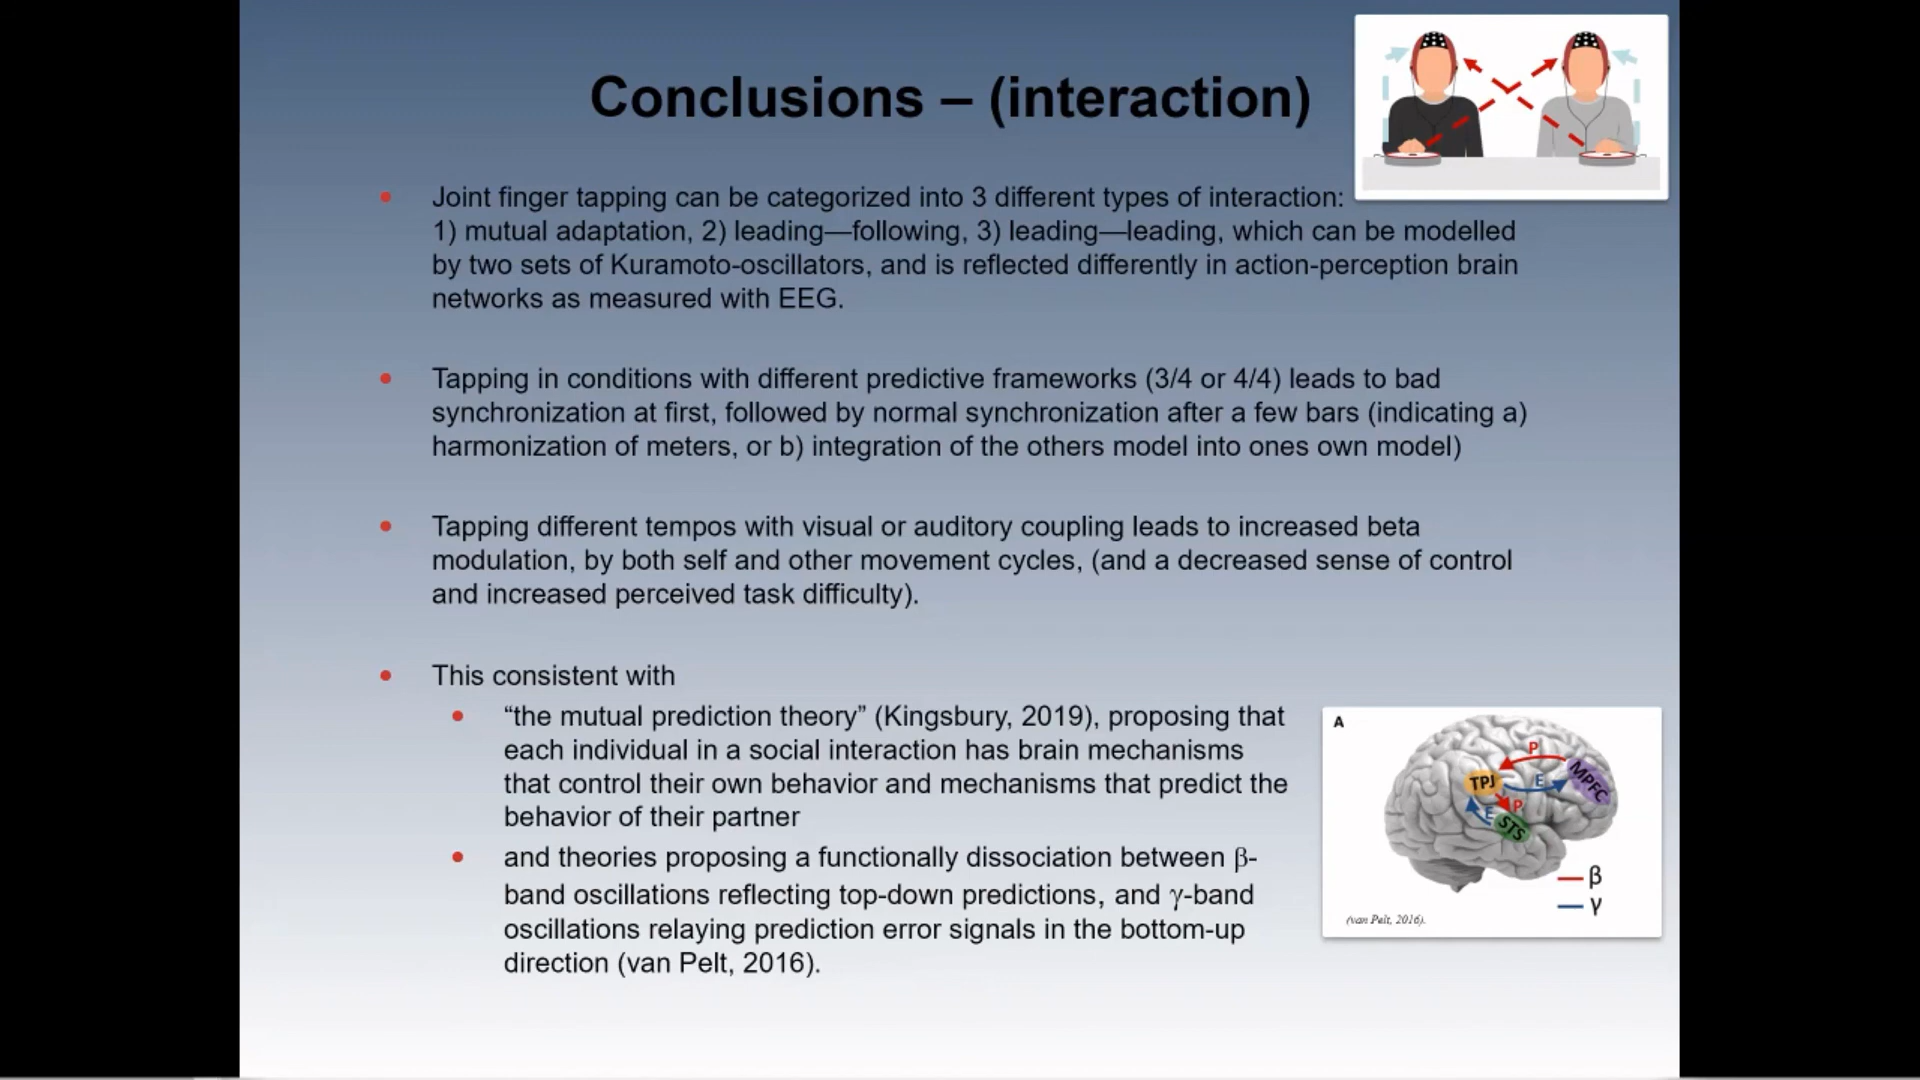 Conclusions – (interaction)
Joint finger tapping can be categorized into 3 different types of interaction:
1) mutual adaptation, 2) leading—following, 3) leading—leading, which can be modelled
by two sets of Kuramoto-oscillators, and is reflected differently in action-perception brain
networks as measured with EEG.
Tapping in conditions with different predictive frameworks (3/4 or 4/4) leads to bad
synchronization at first, followed by normal synchronization after a few bars (indicating a)
harmonization of meters, or b) integration of the others model into ones own model)
Tapping different tempos with visual or auditory coupling leads to increased beta
modulation, by both self and other movement cycles, (and a decreased sense of control
and increased perceived task difficulty).
This consistent with
“the mutual prediction theory” (Kingsbury, 2019), proposing that
each individual in a social interaction has brain mechanisms
that control their own behavior and mechanisms that predict the
behavior of their partner
and theories proposing a functionally dissociation between β-
band oscillations reflecting top-down predictions, and γ-band
oscillations relaying prediction error signals in the bottom-up
direction (van Pelt, 2016).
A
P
TPJ
E
MPFC
P
E
STS
β
γ
(van Pelt, 2016).